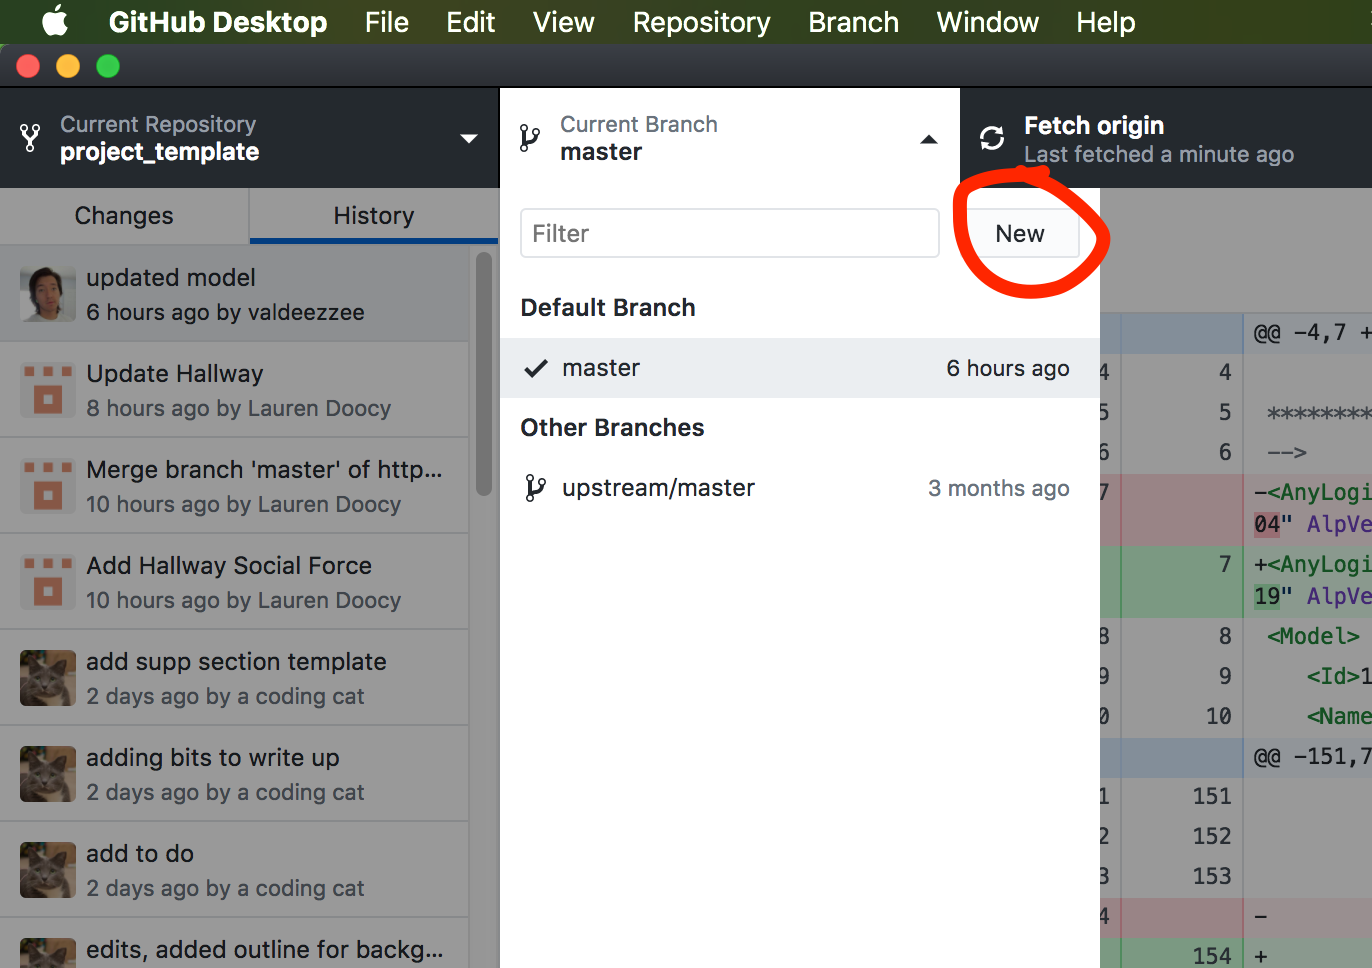 GitHub Desktop File Edit View Repository Branch Window Help
Current Repository
project_template
Current Branch
master
Fetch origin
Last fetched a minute ago
Changes
History
updated model
6 hours ago by valdeezzee
Update Hallway
8 hours ago by Lauren Doocy
Merge branch 'master' of http...
10 hours ago by Lauren Doocy
Add Hallway Social Force
10 hours ago by Lauren Doocy
add supp section template
2 days ago by a coding cat
adding bits to write up
2 days ago by a coding cat
add to do
2 days ago by a coding cat
edits, added outline for backg...
Filter
New
Default Branch
master 6 hours ago
Other Branches
upstream/master 3 months ago
@@ -4,7 +
4 4
5 5 *********
6 6 -->
7 -<AnyLogi
04" AlpVe
7 +<AnyLogi
19" AlpVe
8 8 <Model>
9 9 <Id>1
0 10 <Name
@@ -151,7
1 151
2 152
3 153
4 -
154 +